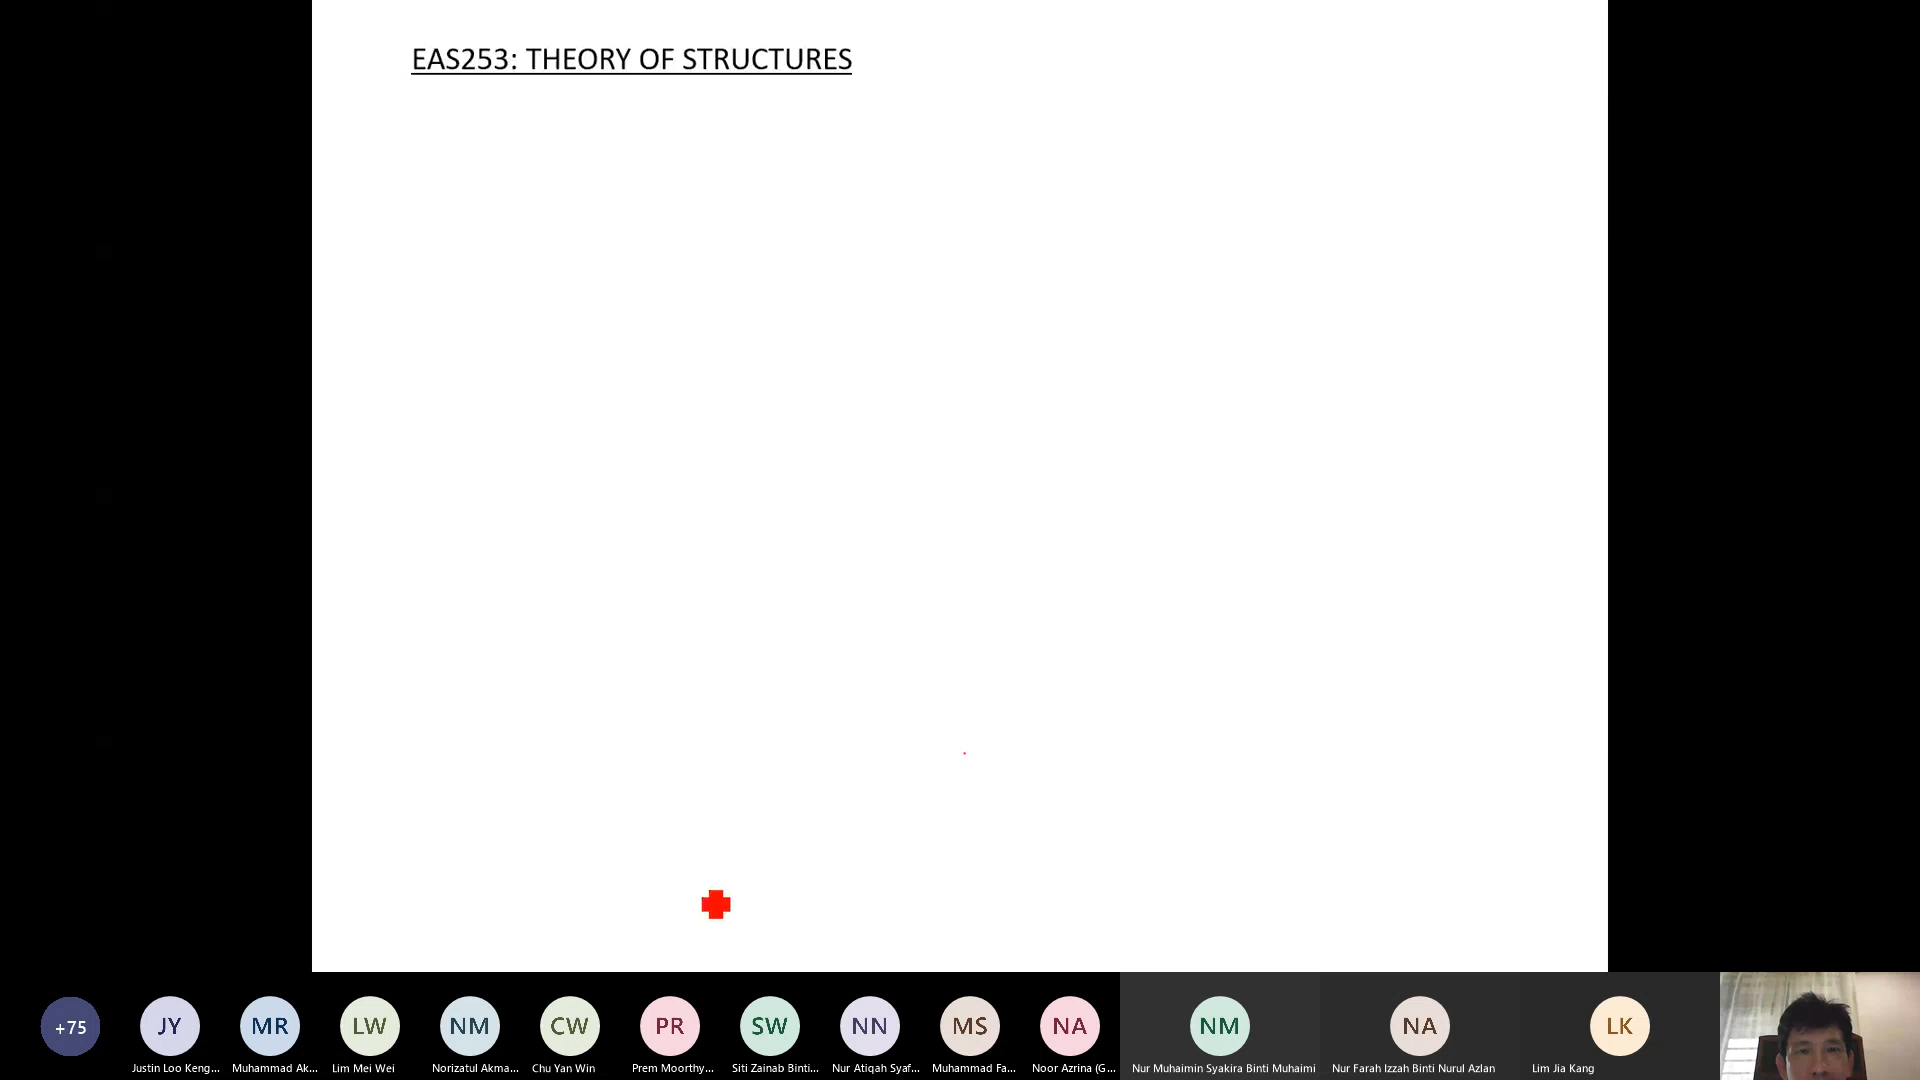 EAS253: THEORY OF STRUCTURES
+75
JY
MR
LW
NM
CW
PR
SW
NN
MS
NA
NM
NA
LK
Justin Loo Keng...
Muhammad Ak...
Lim Mei Wei
Norizatul Akma...
Chu Yan Win
Prem Moorthy...
Siti Zainab Binti...
Nur Atiqah Syaf...
Muhammad Fa...
Noor Azrina (G...
Nur Muhaimin Syakira Binti Muhaimi
Nur Farah Izzah Binti Nurul Azlan
Lim Jia Kang